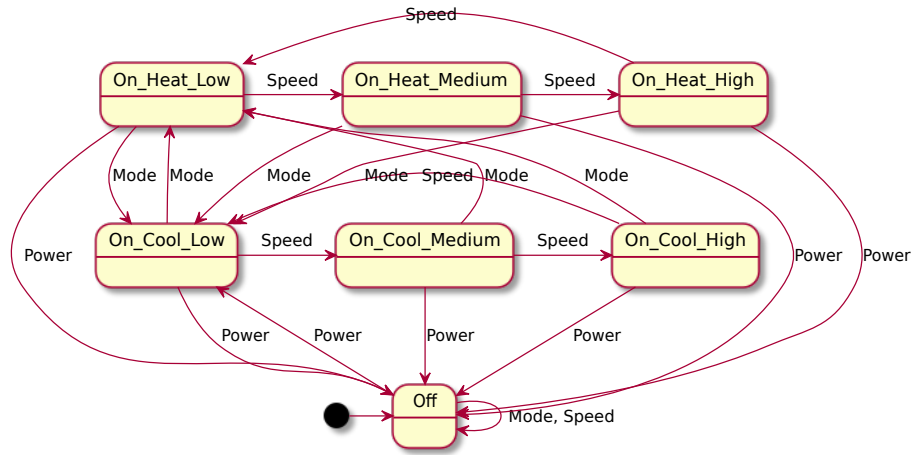 Speed
On_Heat_Low
Speed
On_Heat_Medium
Speed
On_Heat_High
Mode
Mode
Mode
Mode
Speed
Mode
Mode
On_Cool_Low
Speed
On_Cool_Medium
Speed
On_Cool_High
Power
Power
Power
Power
Power
Power
Power
Off
Mode, Speed